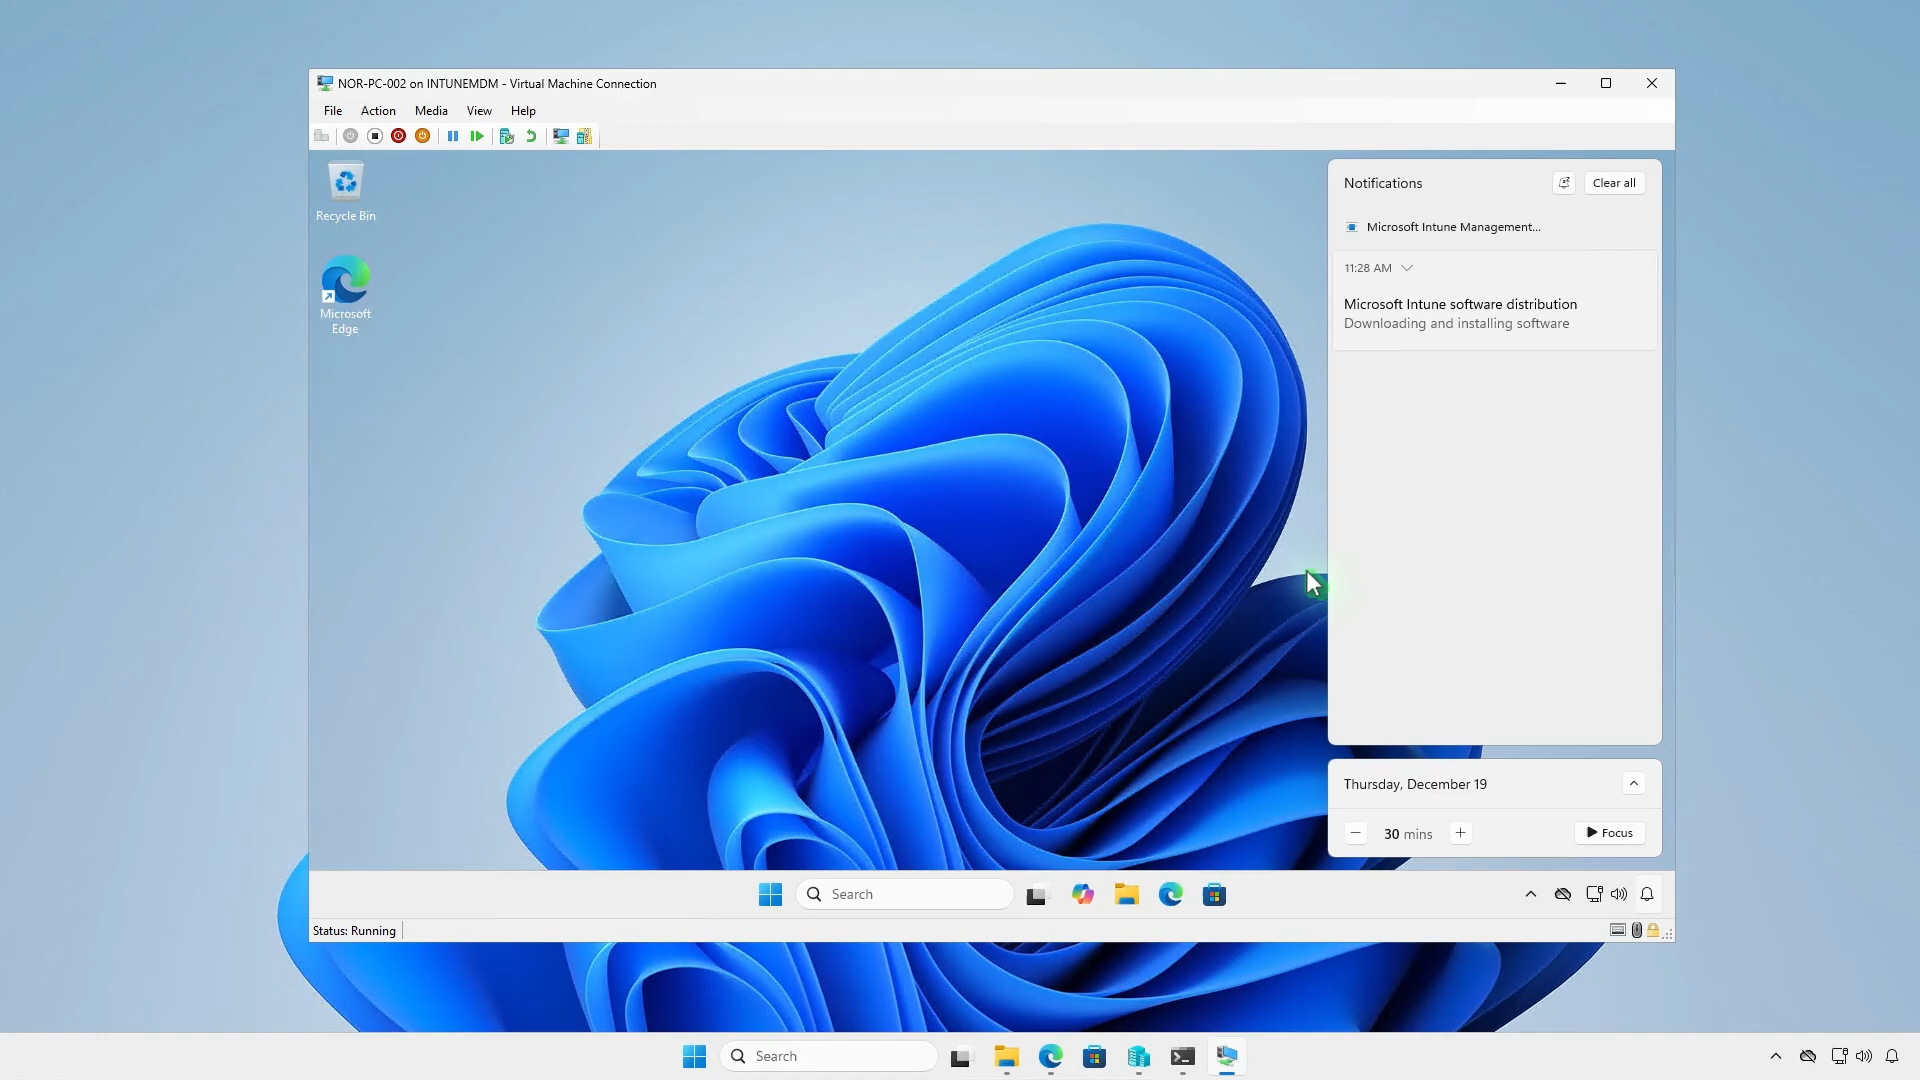 NOR-PC-002 on INTUNEMDM - Virtual Machine Connection
File Action Media View Help
Recycle Bin
Microsoft
Edge
Notifications
Clear all
Microsoft Intune Management...
11:28 AM
Microsoft Intune software distribution
Downloading and installing software
Thursday, December 19
30 mins
Focus
Search
Status: Running
Search